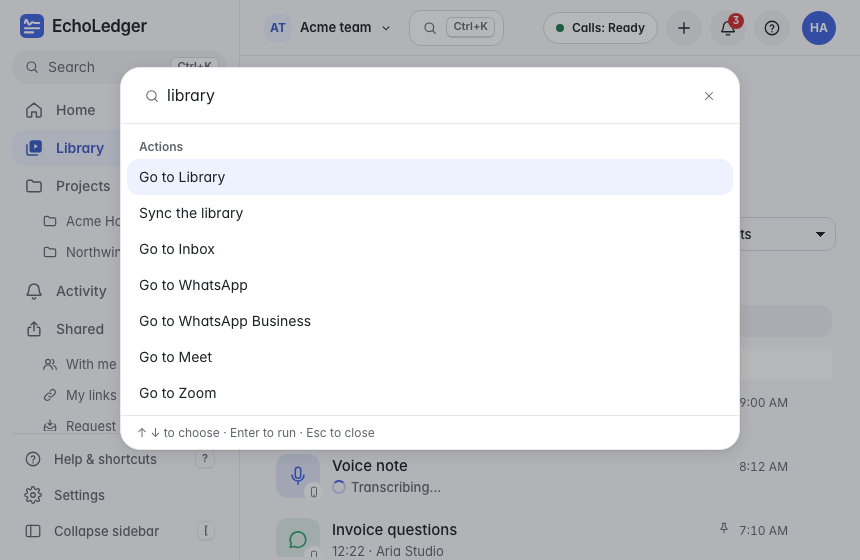 EchoLedger
AT Acme team
Ctrl+K
Calls: Ready
3
HA
Search
Ctrl+K
library
Home
Library
Projects
Acme
Northwin
Activity
Shared
With me
My links
Request
Help & shortcuts ?
Settings
Collapse sidebar [
Actions
Go to Library
Sync the library
Go to Inbox
Go to WhatsApp
Go to WhatsApp Business
Go to Meet
Go to Zoom
↑ ↓ to choose · Enter to run · Esc to close
ts
9:00 AM
Voice note
8:12 AM
Transcribing...
Invoice questions
7:10 AM
12:22 · Aria Studio